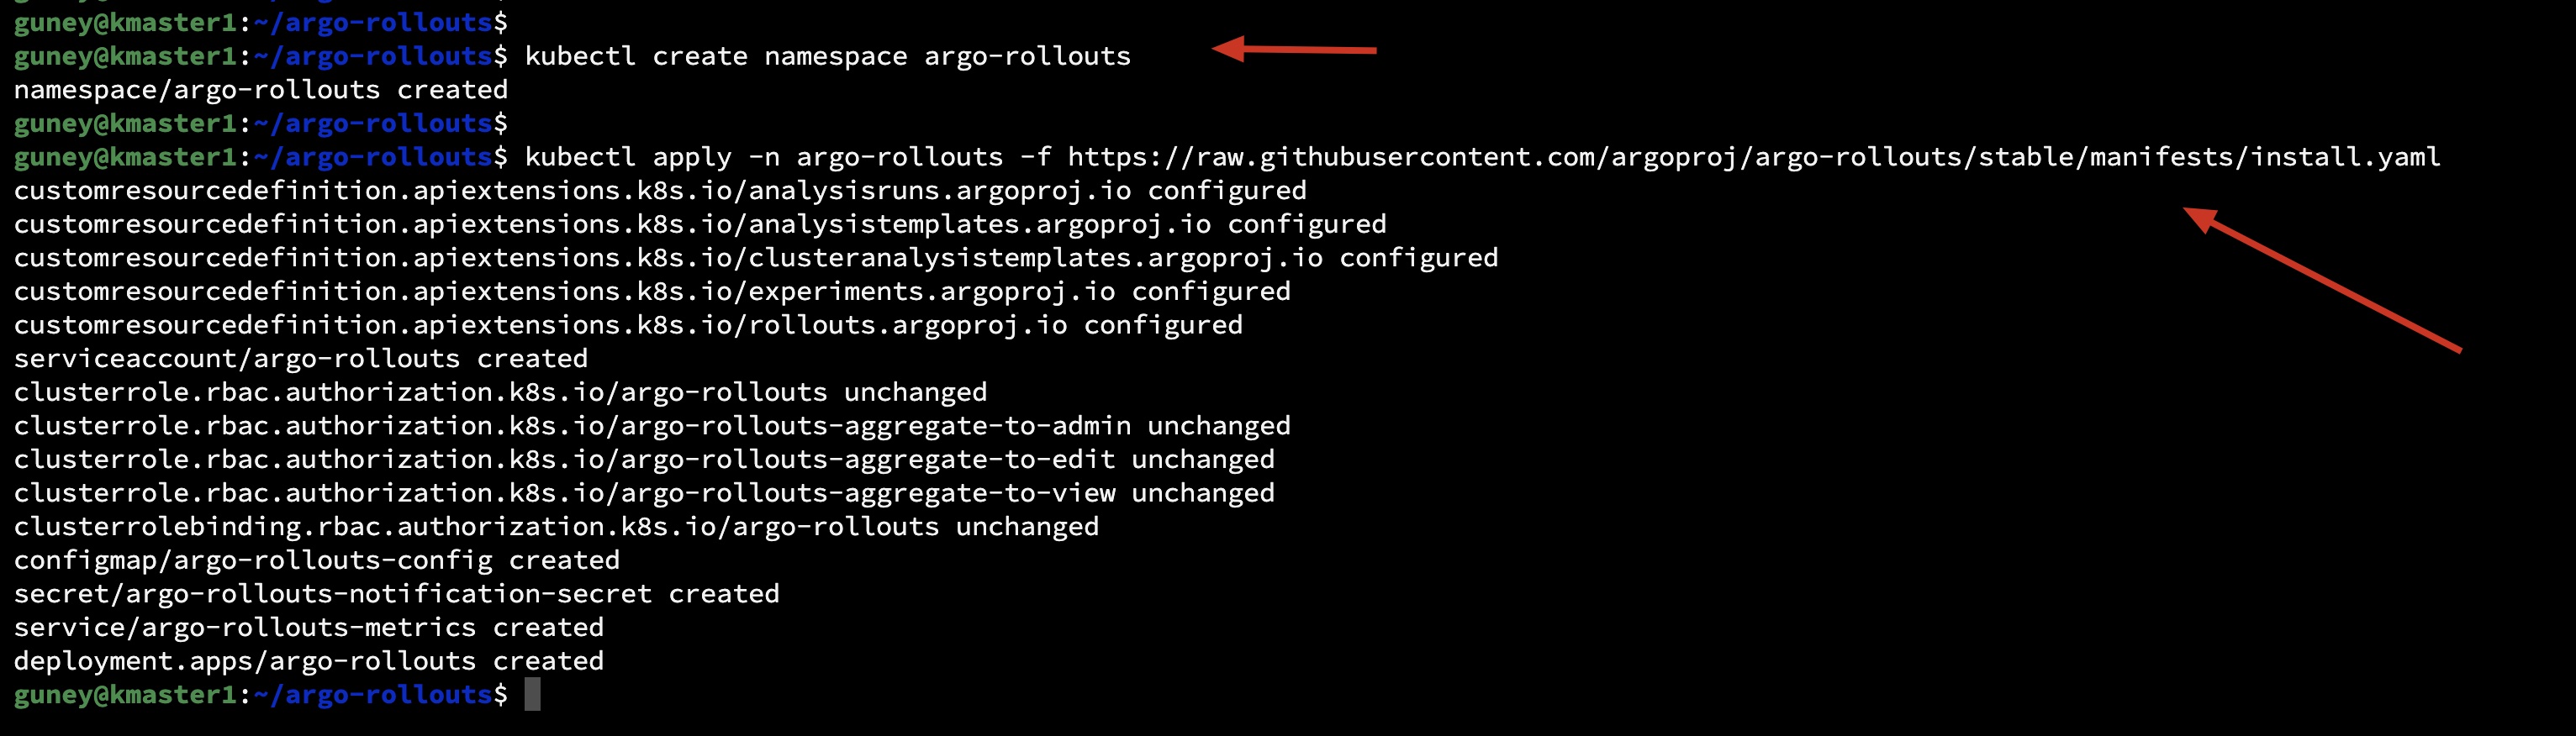 guney@kmaster1:~/argo-rollouts$
guney@kmaster1:~/argo-rollouts$ kubectl create namespace argo-rollouts
namespace/argo-rollouts created
guney@kmaster1:~/argo-rollouts$
guney@kmaster1:~/argo-rollouts$ kubectl apply -n argo-rollouts -f https://raw.githubusercontent.com/argoproj/argo-rollouts/stable/manifests/install.yaml
customresourcedefinition.apiextensions.k8s.io/analysisruns.argoproj.io configured
customresourcedefinition.apiextensions.k8s.io/analysistemplates.argoproj.io configured
customresourcedefinition.apiextensions.k8s.io/clusteranalysistemplates.argoproj.io configured
customresourcedefinition.apiextensions.k8s.io/experiments.argoproj.io configured
customresourcedefinition.apiextensions.k8s.io/rollouts.argoproj.io configured
serviceaccount/argo-rollouts created
clusterrole.rbac.authorization.k8s.io/argo-rollouts unchanged
clusterrole.rbac.authorization.k8s.io/argo-rollouts-aggregate-to-admin unchanged
clusterrole.rbac.authorization.k8s.io/argo-rollouts-aggregate-to-edit unchanged
clusterrole.rbac.authorization.k8s.io/argo-rollouts-aggregate-to-view unchanged
clusterrolebinding.rbac.authorization.k8s.io/argo-rollouts unchanged
configmap/argo-rollouts-config created
secret/argo-rollouts-notification-secret created
service/argo-rollouts-metrics created
deployment.apps/argo-rollouts created
guney@kmaster1:~/argo-rollouts$